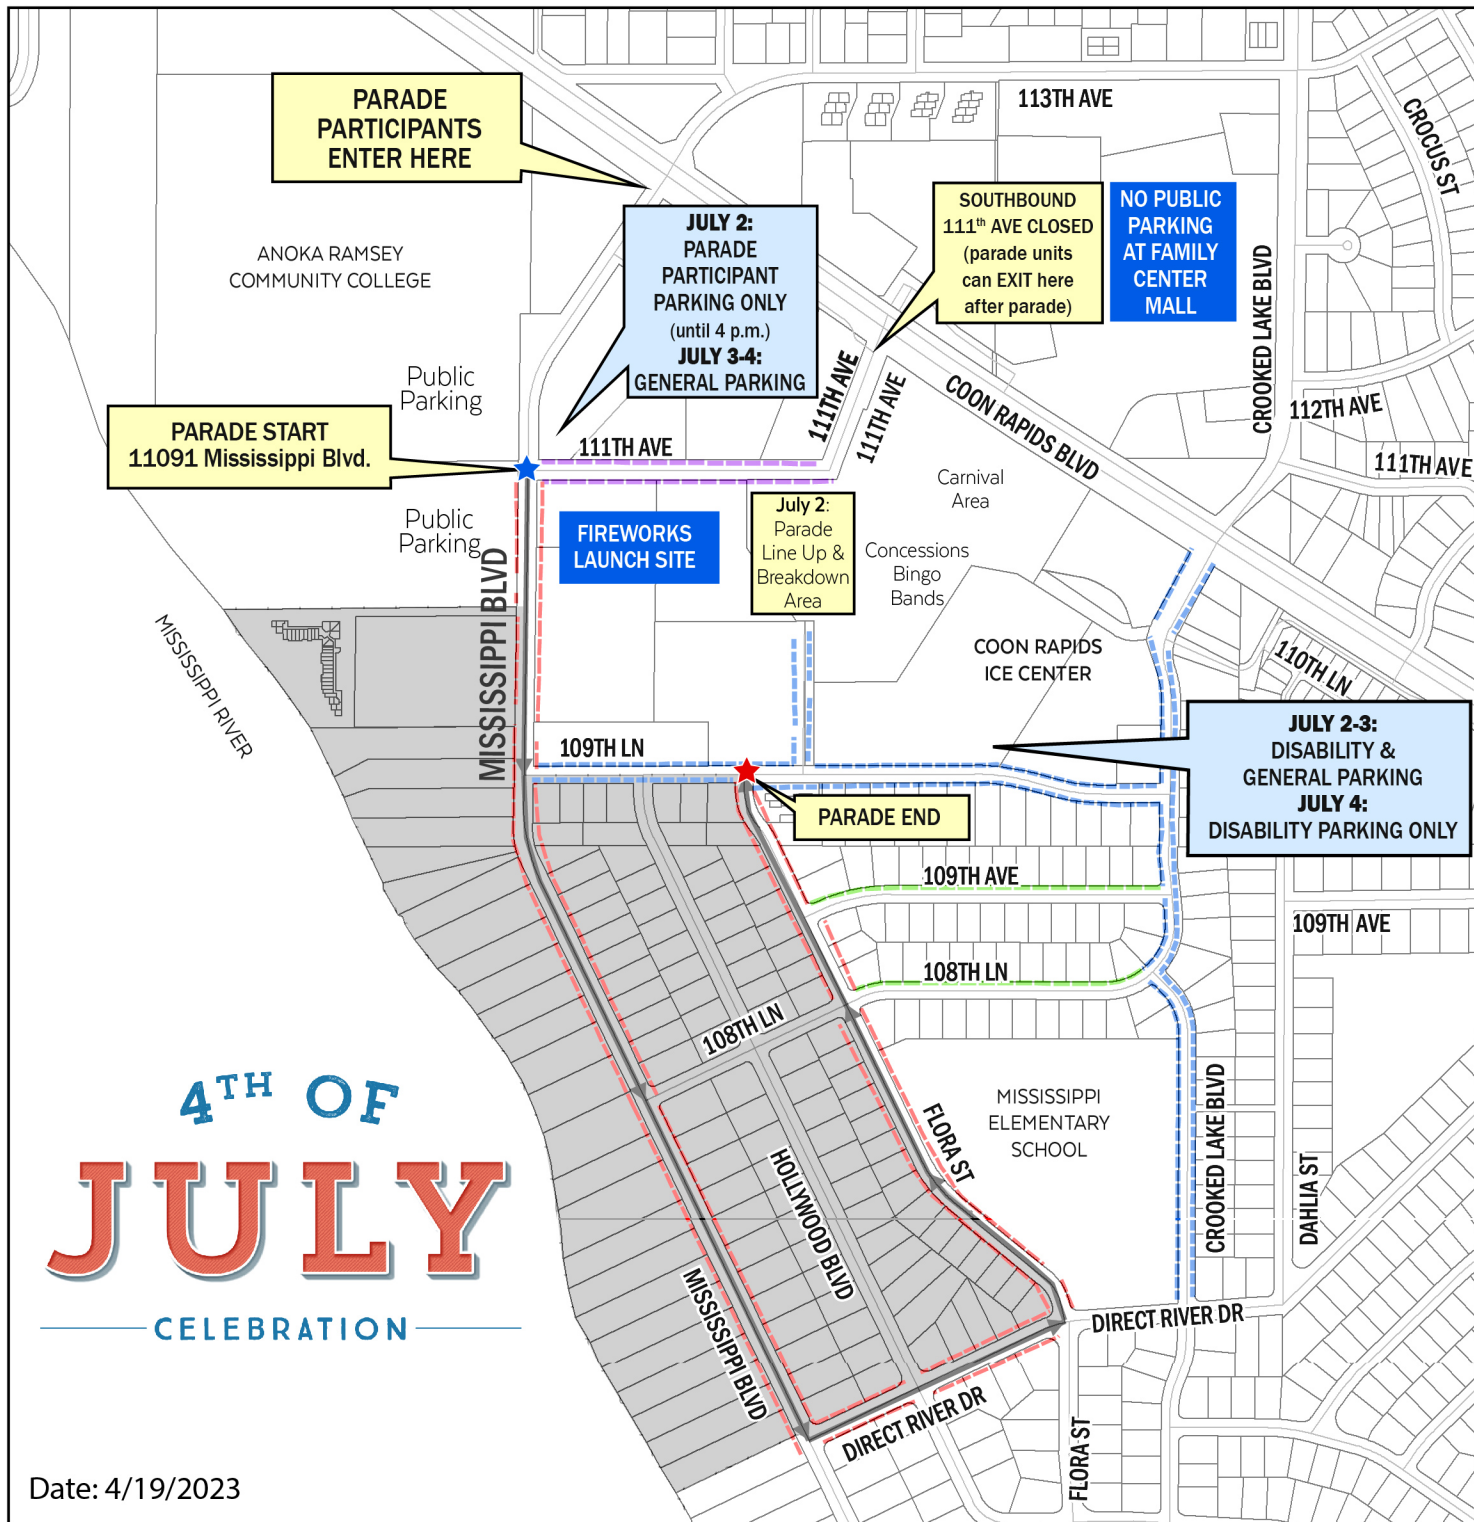 113TH AVE
CROCUS ST
PARADE
PARTICIPANTS
ENTER HERE
SOUTHBOUND
111th AVE CLOSED
(parade units
can EXIT here
after parade)
NO PUBLIC
PARKING
AT FAMILY
CENTER
MALL
ANOKA RAMSEY
COMMUNITY COLLEGE
JULY 2:
PARADE
PARTICIPANT
PARKING ONLY
(until 4 p.m.)
JULY 3-4:
GENERAL PARKING
CROOKED LAKE BLVD
Public
Parking
111TH AVE
111TH AVE
COON RAPIDS BLVD
112TH AVE
PARADE START
11091 Mississippi Blvd.
111TH AVE
111TH AVE
Carnival
Area
Public
Parking
FIREWORKS
LAUNCH SITE
July 2:
Parade
Line Up &
Breakdown
Area
Concessions
Bingo
Bands
MISSISSIPPI BLVD
MISSISSIPPI RIVER
COON RAPIDS
ICE CENTER
110TH LN
109TH LN
JULY 2-3:
DISABILITY &
GENERAL PARKING
JULY 4:
DISABILITY PARKING ONLY
PARADE END
109TH AVE
109TH AVE
108TH LN
108TH LN
MISSISSIPPI
ELEMENTARY
SCHOOL
FLORA ST
CROOKED LAKE BLVD
DAHLIA ST
HOLLYWOOD BLVD
MISSISSIPPI BLVD
DIRECT RIVER DR
DIRECT RIVER DR
FLORA ST
4TH OF
JULY
CELEBRATION
Date: 4/19/2023